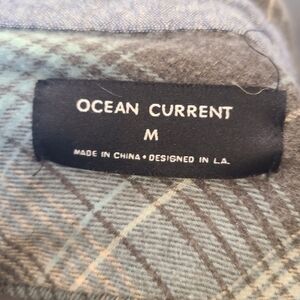 OCEAN CURRENT
M
MADE IN CHINA • DESIGNED IN L.A.